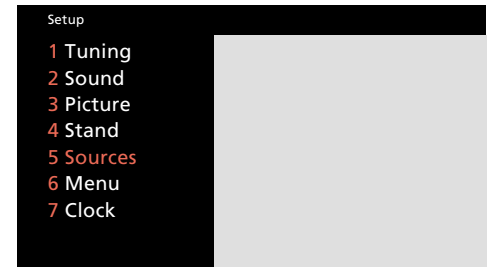 Setup
1 Tuning
2 Sound
3 Picture
4 Stand
5 Sources
6 Menu
7 Clock